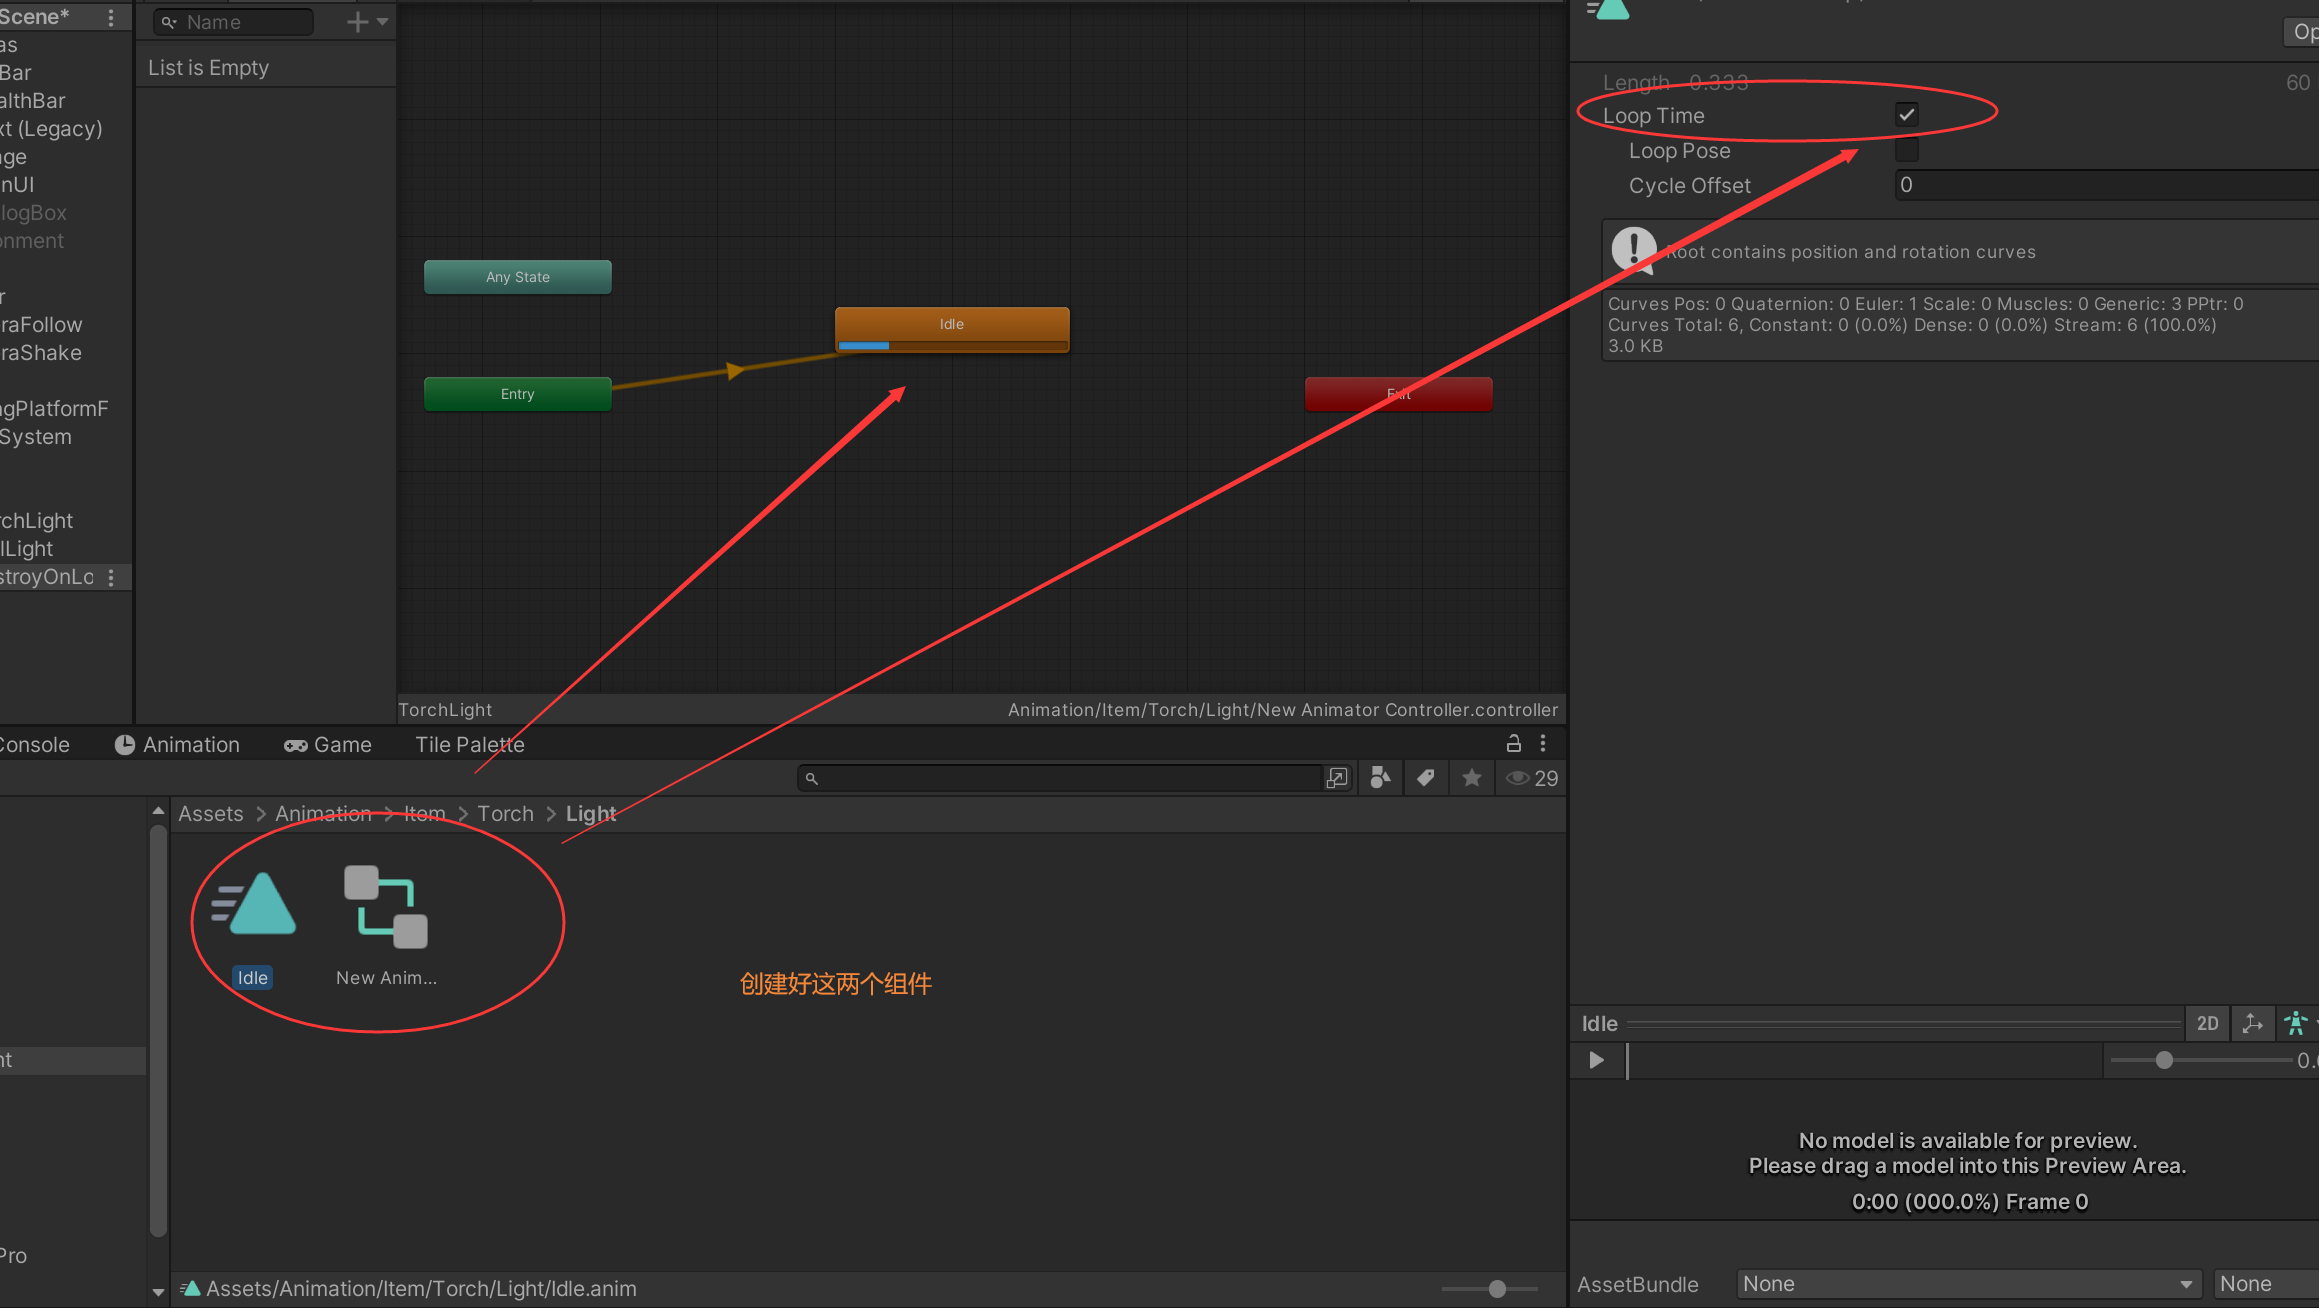 Scene*
as
Bar
althBar
xt (Legacy)
age
nUI
logBox
onment
r
raFollow
raShake
ngPlatformF
System
rchLight
lLight
stroyOnLo
Name
List is Empty
Any State
Idle
Entry
Exit
TorchLight
Animation/Item/Torch/Light/New Animator Controller.controller
Op
Length 0.333 60
Loop Time
Loop Pose
Cycle Offset 0
Root contains position and rotation curves
Curves Pos: 0 Quaternion: 0 Euler: 1 Scale: 0 Muscles: 0 Generic: 3 PPtr: 0
Curves Total: 6, Constant: 0 (0.0%) Dense: 0 (0.0%) Stream: 6 (100.0%)
3.0 KB
Console Animation Game Tile Palette
29
Assets > Animation > Item > Torch > Light
Idle
New Anim...
创建好这两个组件
nt
Pro
Assets/Animation/Item/Torch/Light/Idle.anim
Idle 2D
0.
No model is available for preview.
Please drag a model into this Preview Area.
0:00 (000.0%) Frame 0
AssetBundle None None